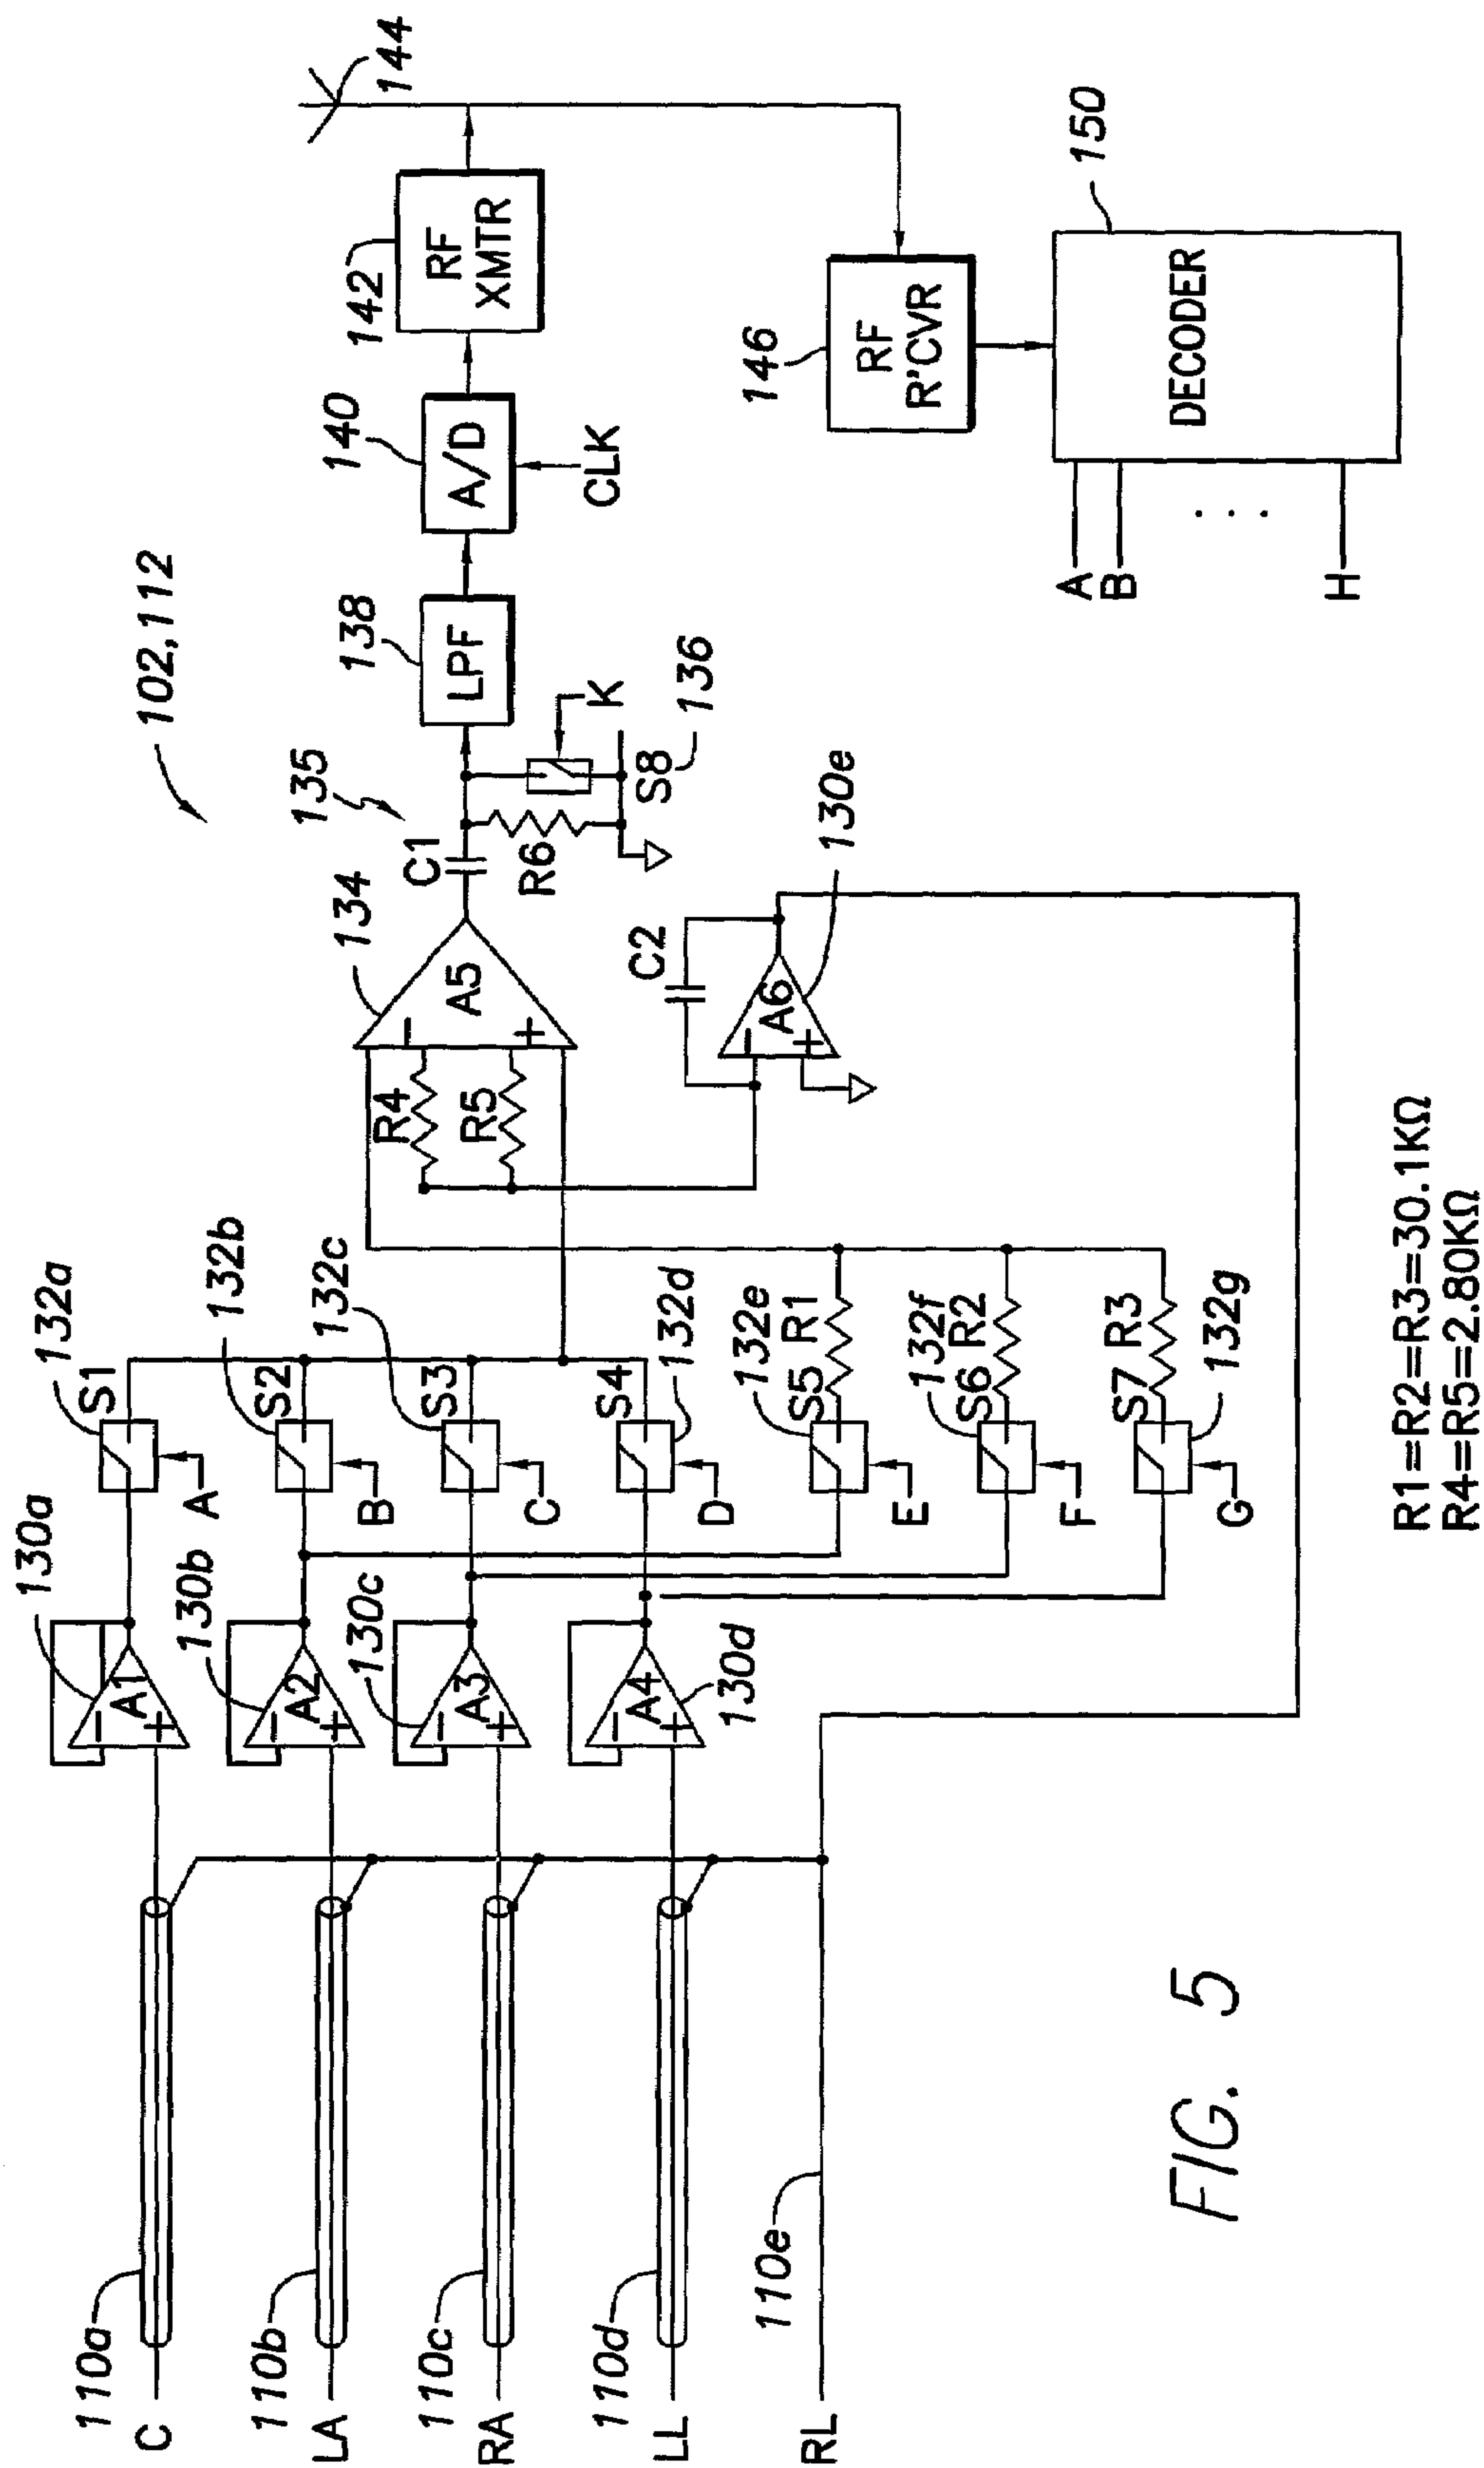 102,112
130a
132a
S1
A1
A
110a
C
130b
132b
S2
A2
B
110b
LA
130c
132c
S3
A3
C
110c
RA
130d
132d
S4
A4
D
110d
LL
110e
RL
132e
S5
R1
E
132f
S6
R2
F
132g
S7
R3
G
134
A5
R4
R5
C1
135
R6
S8
136
K
C2
A6
130e
138
LPF
140
A/D
CLK
142
RF
XMTR
144
146
RF
R'CVR
150
DECODER
A
B
. . .
H
R1=R2=R3=30.1KΩ
R4=R5=2.80KΩ
FIG. 5
− +
− +
− +
− +
− +
− +